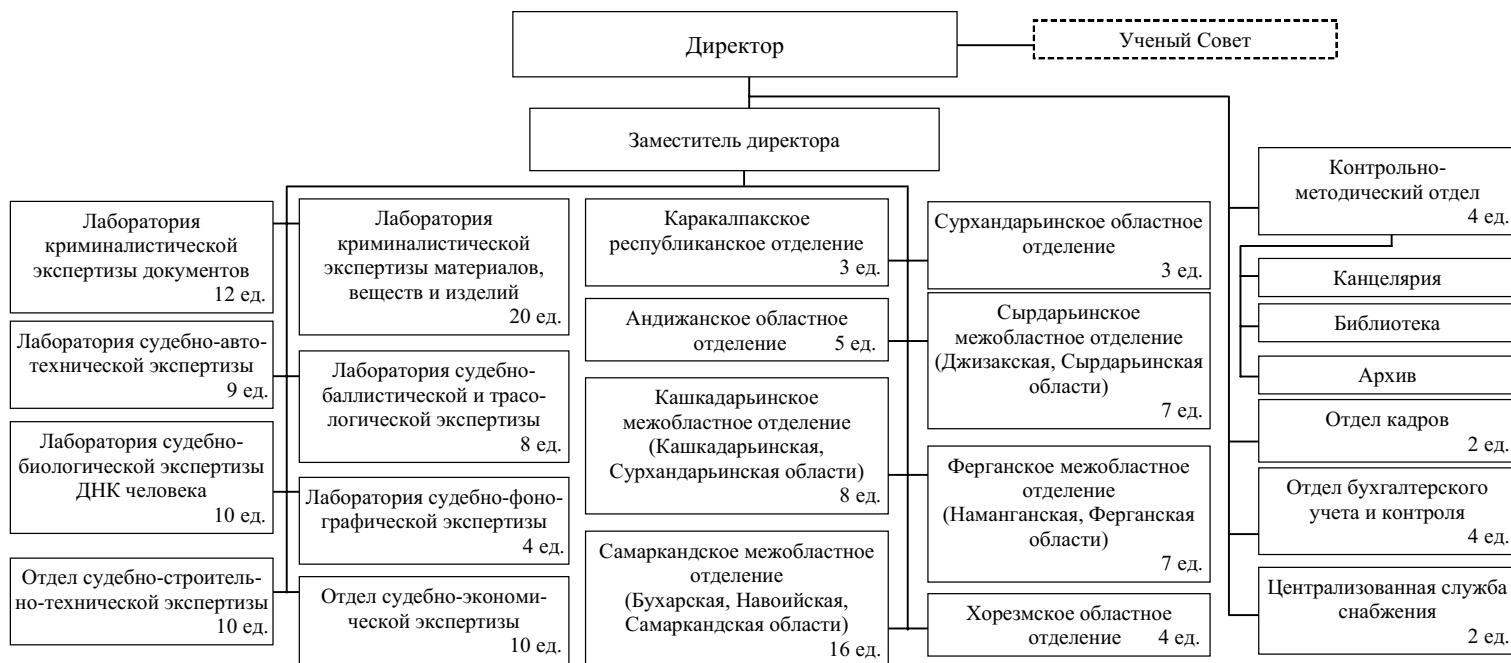 Директор
Ученый Совет
Заместитель директора
Лаборатория
криминалистической
экспертизы документов
12 ед.
Лаборатория судебно-авто-
технической экспертизы
9 ед.
Лаборатория судебно-
биологической экспертизы
ДНК человека
10 ед.
Отдел судебно-строитель-
но-технической экспертизы
10 ед.
Лаборатория
криминалистической
экспертизы материалов,
веществ и изделий
20 ед.
Лаборатория судебно-
баллистической и трасо-
логической экспертизы
8 ед.
Лаборатория судебно-фоно-
графической экспертизы
4 ед.
Отдел судебно-экономи-
ческой экспертизы
10 ед.
Каракалпакское
республиканское отделение
3 ед.
Андижанское областное
отделение 5 ед.
Кашкадарьинское
межобластное отделение
(Кашкадарьинская,
Сурхандарьинская области)
8 ед.
Самаркандское межобластное
отделение
(Бухарская, Навоийская,
Самаркандская области)
16 ед.
Сурхандарьинское областное
отделение
3 ед.
Сырдарьинское
межобластное отделение
(Джизакская, Сырдарьинская
области)
7 ед.
Ферганское межобластное
отделение
(Наманганская, Ферганская
области)
7 ед.
Хорезмское областное
отделение 4 ед.
Контрольно-
методический отдел
4 ед.
Канцелярия
Библиотека
Архив
Отдел кадров
2 ед.
Отдел бухгалтерского
учета и контроля
4 ед.
Централизованная служба
снабжения
2 ед.